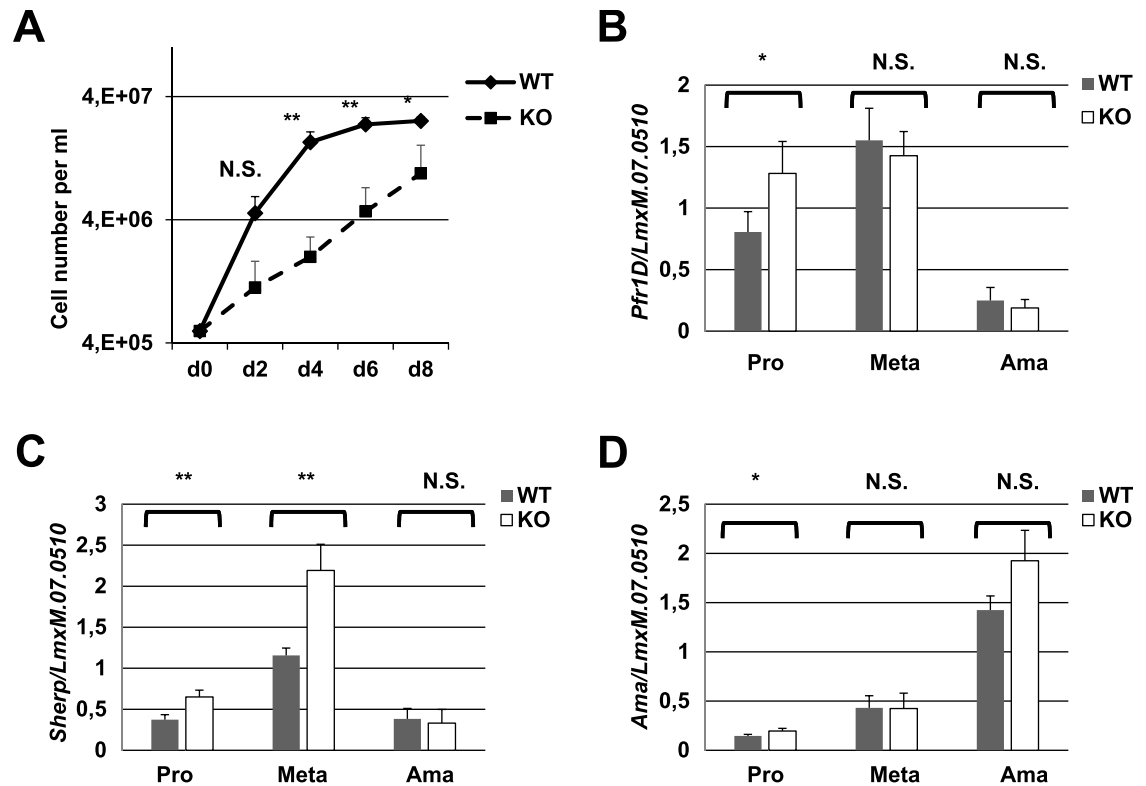 A
Cell number per ml
4,E+07
4,E+06
4,E+05
N.S.
**
**
*
WT
KO
d0 d2 d4 d6 d8
B
Pfr1D/LmxM.07.0510
* N.S. N.S.
WT
KO
2
1,5
1
0,5
0
Pro Meta Ama
C
Sherp/LmxM.07.0510
** ** N.S.
WT
KO
3
2,5
2
1,5
1
0,5
0
Pro Meta Ama
D
Ama/LmxM.07.0510
* N.S. N.S.
WT
KO
2,5
2
1,5
1
0,5
0
Pro Meta Ama